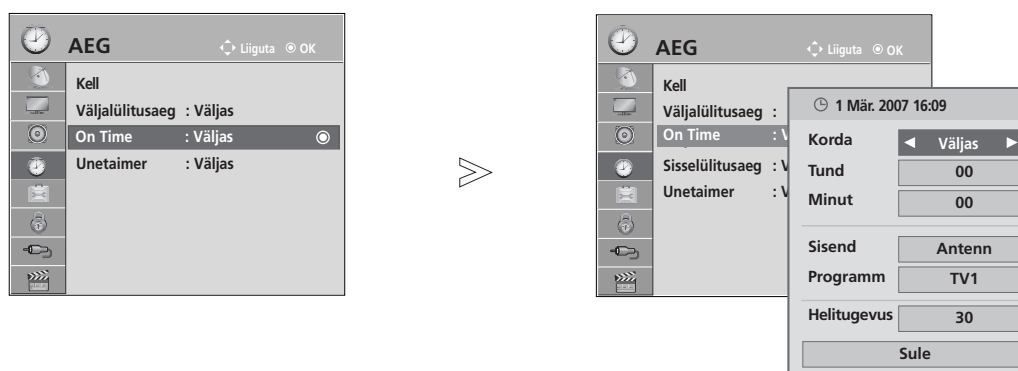 AEG Liiguta OK
Kell
Väljalülitusaeg : Väljas
On Time : Väljas
Unetaimer : Väljas
AEG Liiguta OK
Kell
Väljalülitusaeg :
On Time : V
Sisselülitusaeg : V
Unetaimer : V
1 Mär. 2007 16:09
Korda ◀ Väljas ▶
Tund 00
Minut 00
Sisend Antenn
Programm TV1
Helitugevus 30
Sule